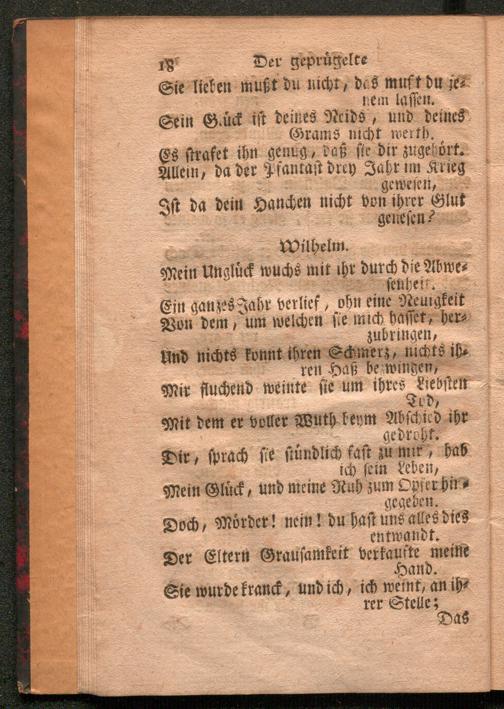 18 Der geprügelte
Sie lieben mußt du nicht, das mußt du je-
nem lassen.
Sein Glück ist deines Neids, und deines
Grams nicht werth.
Es strafet ihn genug, daß sie dir zugehört.
Allein, da der Phantast drey Jahr im Krieg
gewesen,
Ist da dein Hanchen nicht von ihrer Glut
genesen?
Wilhelm.
Mein Unglück wuchs mit ihr durch die Abwe-
senheit.
Ein ganzes Jahr verlief, ohn eine Neuigkeit
Von dem, um welchen sie mich hasset, her-
zubringen,
Und nichts konnt ihren Schmerz, nichts ih-
ren Haß bezwingen,
Mir fluchend weinte sie um ihres Liebsten
Tod,
Mit dem er voller Wuth beym Abschied ihr
gedroht.
Dir, sprach sie stündlich fast zu mir, hab
ich sein Leben,
Mein Glück, und meine Ruh zum Opfer hin-
gegeben.
Doch, Mörder! nein! du hast uns alles dies
entwandt.
Der Eltern Grausamkeit verkaufte meine
Hand.
Sie wurde kranck, und ich, ich weint, an ih-
rer Stelle;
Das